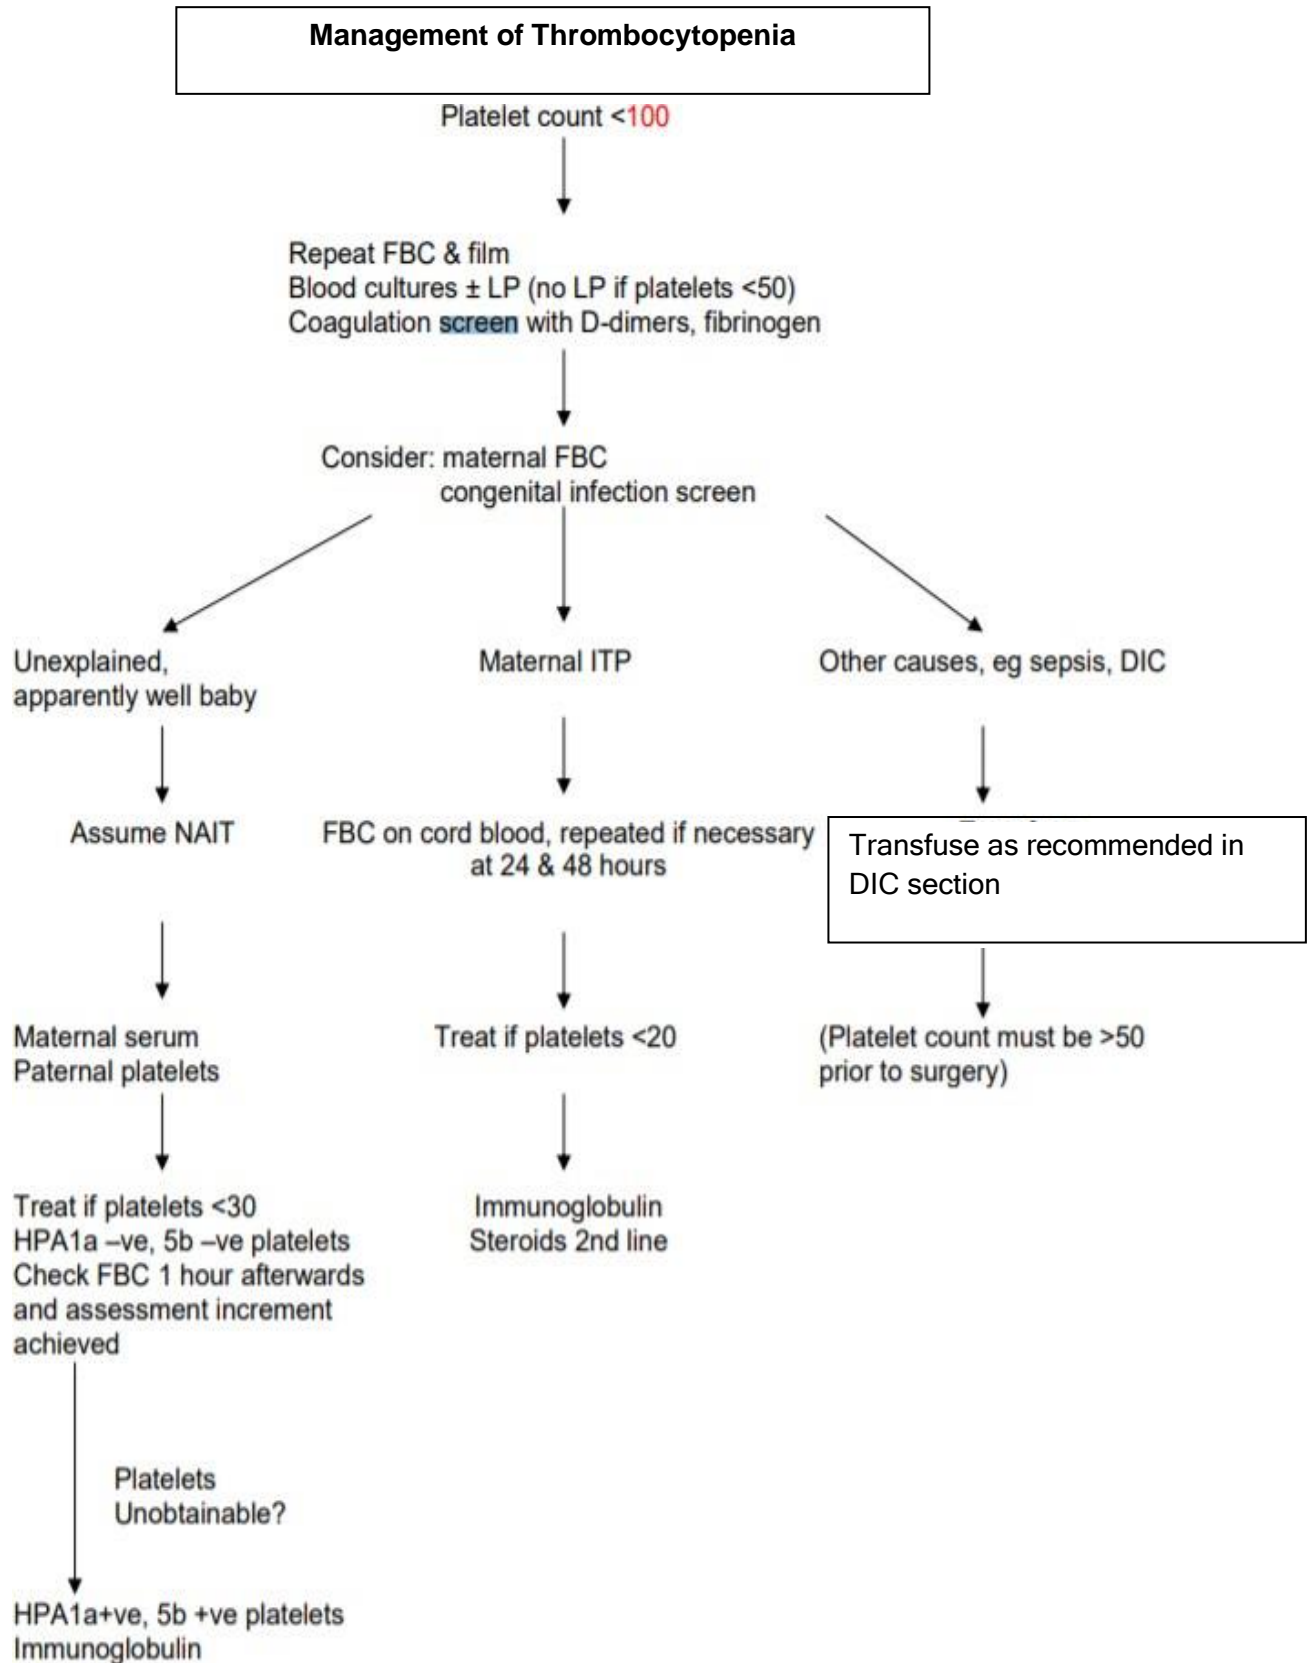 Management of Thrombocytopenia
Platelet count <100
Repeat FBC & film
Blood cultures ± LP (no LP if platelets <50)
Coagulation screen with D-dimers, fibrinogen
Consider: maternal FBC
congenital infection screen
Unexplained,
apparently well baby
Maternal ITP
Other causes, eg sepsis, DIC
Assume NAIT
FBC on cord blood, repeated if necessary
at 24 & 48 hours
Transfuse as recommended in
DIC section
Maternal serum
Paternal platelets
Treat if platelets <20
(Platelet count must be >50
prior to surgery)
Treat if platelets <30
HPA1a –ve, 5b –ve platelets
Check FBC 1 hour afterwards
and assessment increment
achieved
Immunoglobulin
Steroids 2nd line
Platelets
Unobtainable?
HPA1a+ve, 5b +ve platelets
Immunoglobulin